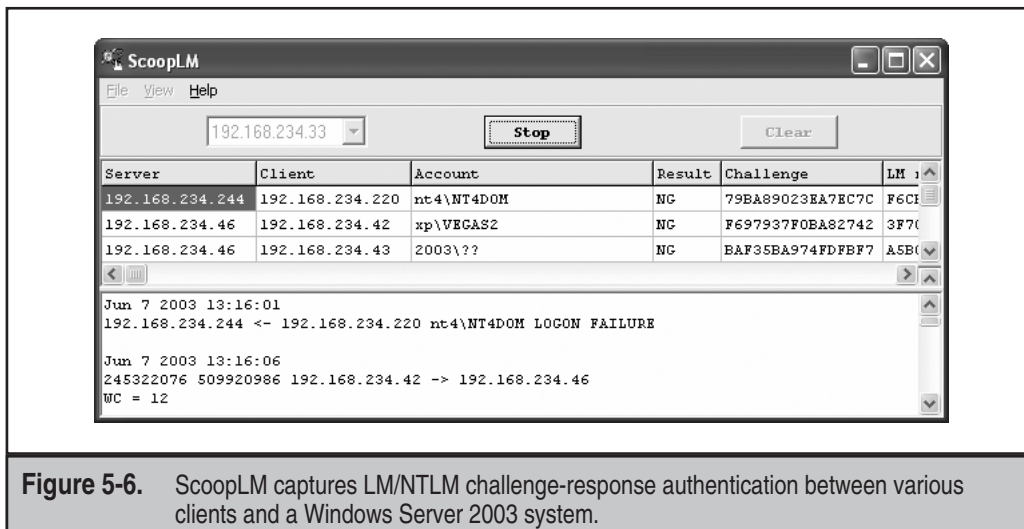 ScoopLM
File View Help
192.168.234.33 Stop Clear
Server Client Account Result Challenge LM
192.168.234.244 192.168.234.220 nt4\NT4DOM NG 79BA89023EA7EC7C
192.168.234.46 192.168.234.42 xp\VEGAS2 NG F697937F0BA82742
192.168.234.46 192.168.234.43 2003\?? NG BAF35BA974FDFBF7
Jun 7 2003 13:16:01
192.168.234.244 <- 192.168.234.220 nt4\NT4DOM LOGON FAILURE
Jun 7 2003 13:16:06
245322076 509920986 192.168.234.42 -> 192.168.234.46
WC = 12
Figure 5-6. ScoopLM captures LM/NTLM challenge-response authentication between various
clients and a Windows Server 2003 system.